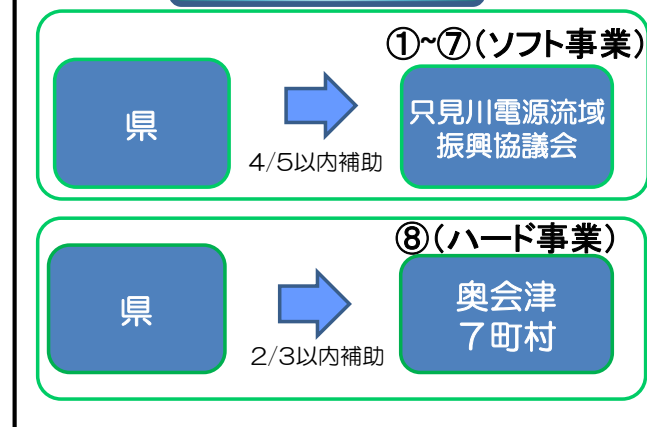 ①~⑦(ソフト事業)
県
4/5以内補助
只見川電源流域
振興協議会
⑧(ハード事業)
県
2/3以内補助
奥会津
7町村